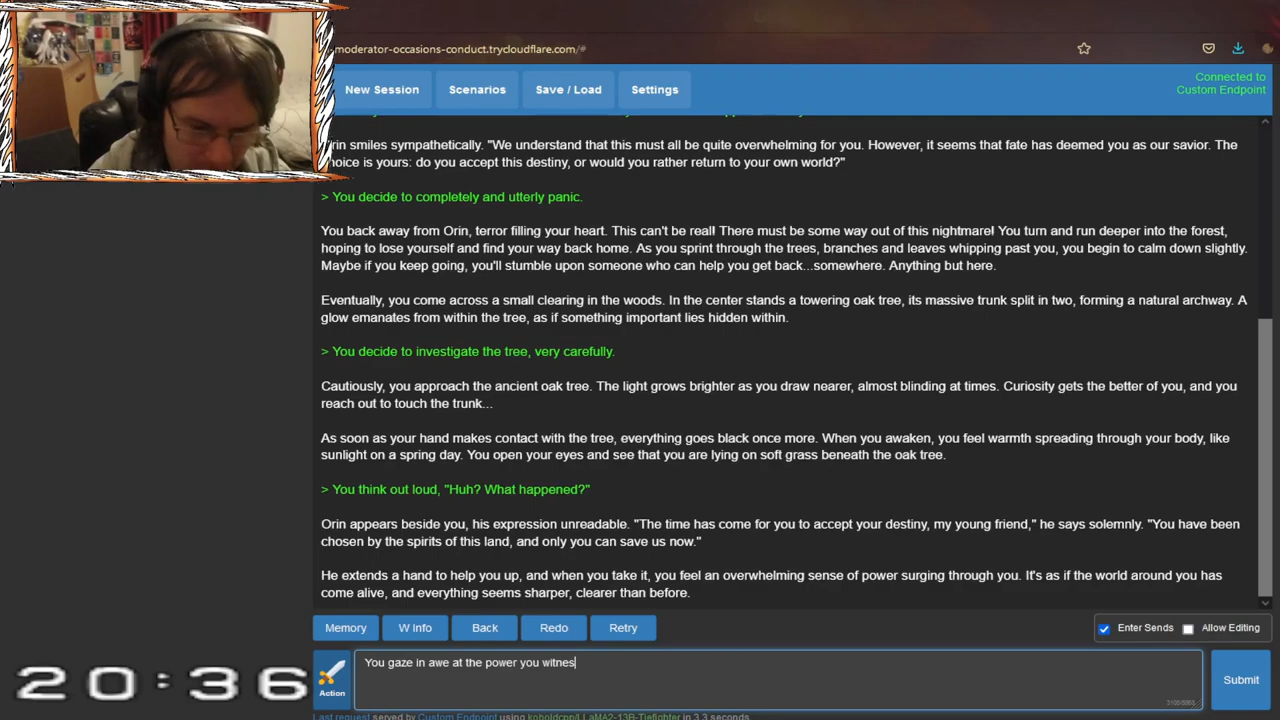 moderator-occasions-conduct.trycloudflare.com/#
New Session
Scenarios
Save / Load
Settings
Connected to
Custom Endpoint
rin smiles sympathetically. "We understand that this must all be quite overwhelming for you. However, it seems that fate has deemed you as our savior. The
hoice is yours: do you accept this destiny, or would you rather return to your own world?"
> You decide to completely and utterly panic.
You back away from Orin, terror filling your heart. This can't be real! There must be some way out of this nightmare! You turn and run deeper into the forest,
hoping to lose yourself and find your way back home. As you sprint through the trees, branches and leaves whipping past you, you begin to calm down slightly.
Maybe if you keep going, you'll stumble upon someone who can help you get back...somewhere. Anything but here.
Eventually, you come across a small clearing in the woods. In the center stands a towering oak tree, its massive trunk split in two, forming a natural archway. A
glow emanates from within the tree, as if something important lies hidden within.
> You decide to investigate the tree, very carefully.
Cautiously, you approach the ancient oak tree. The light grows brighter as you draw nearer, almost blinding at times. Curiosity gets the better of you, and you
reach out to touch the trunk...
As soon as your hand makes contact with the tree, everything goes black once more. When you awaken, you feel warmth spreading through your body, like
sunlight on a spring day. You open your eyes and see that you are lying on soft grass beneath the oak tree.
> You think out loud, "Huh? What happened?"
Orin appears beside you, his expression unreadable. "The time has come for you to accept your destiny, my young friend," he says solemnly. "You have been
chosen by the spirits of this land, and only you can save us now."
He extends a hand to help you up, and when you take it, you feel an overwhelming sense of power surging through you. It's as if the world around you has
come alive, and everything seems sharper, clearer than before.
Memory
W Info
Back
Redo
Retry
Enter Sends
Allow Editing
You gaze in awe at the power you witnes
Action
Submit
20:36
Last request served by Custom Endpoint using koboldcpp/LLaMA2-13B-Tiefighter in 3.3 seconds